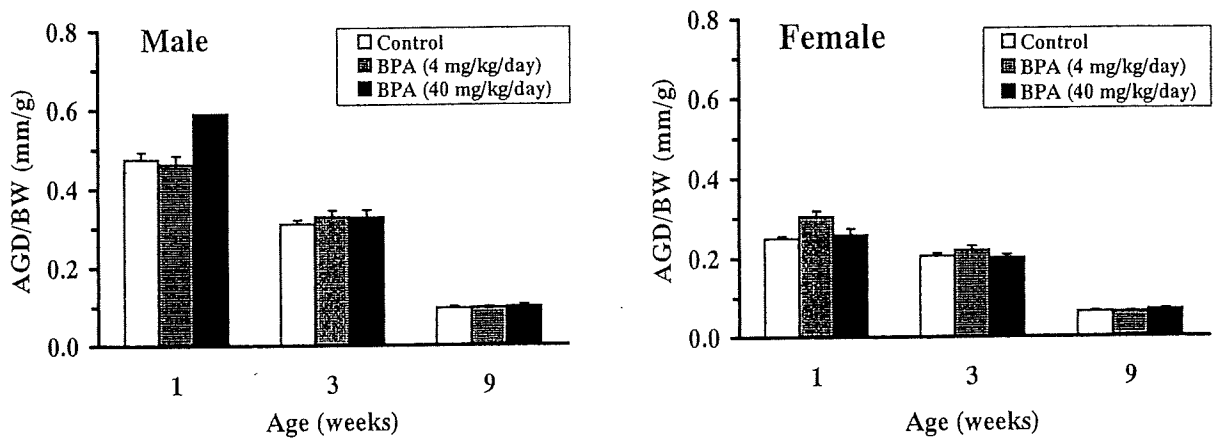 Male
Control
BPA (4 mg/kg/day)
BPA (40 mg/kg/day)
AGD/BW (mm/g)
0.8
0.6
0.4
0.2
0.0
1 3 9
Age (weeks)
Female
Control
BPA (4 mg/kg/day)
BPA (40 mg/kg/day)
AGD/BW (mm/g)
0.8
0.6
0.4
0.2
0.0
1 3 9
Age (weeks)